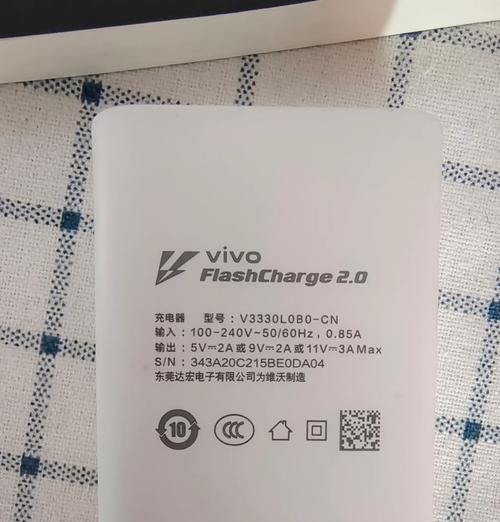 vivo
FlashCharge 2.0
充电器 型号: V3330L0B0-CN
输入: 100-240V~50/60Hz, 0.85A
输出: 5V⎓2A 或 9V⎓2A 或 11V⎓3A Max
S/N: 343A20C215BE0DA04
东莞达宏电子有限公司为维沃制造
10 CCC